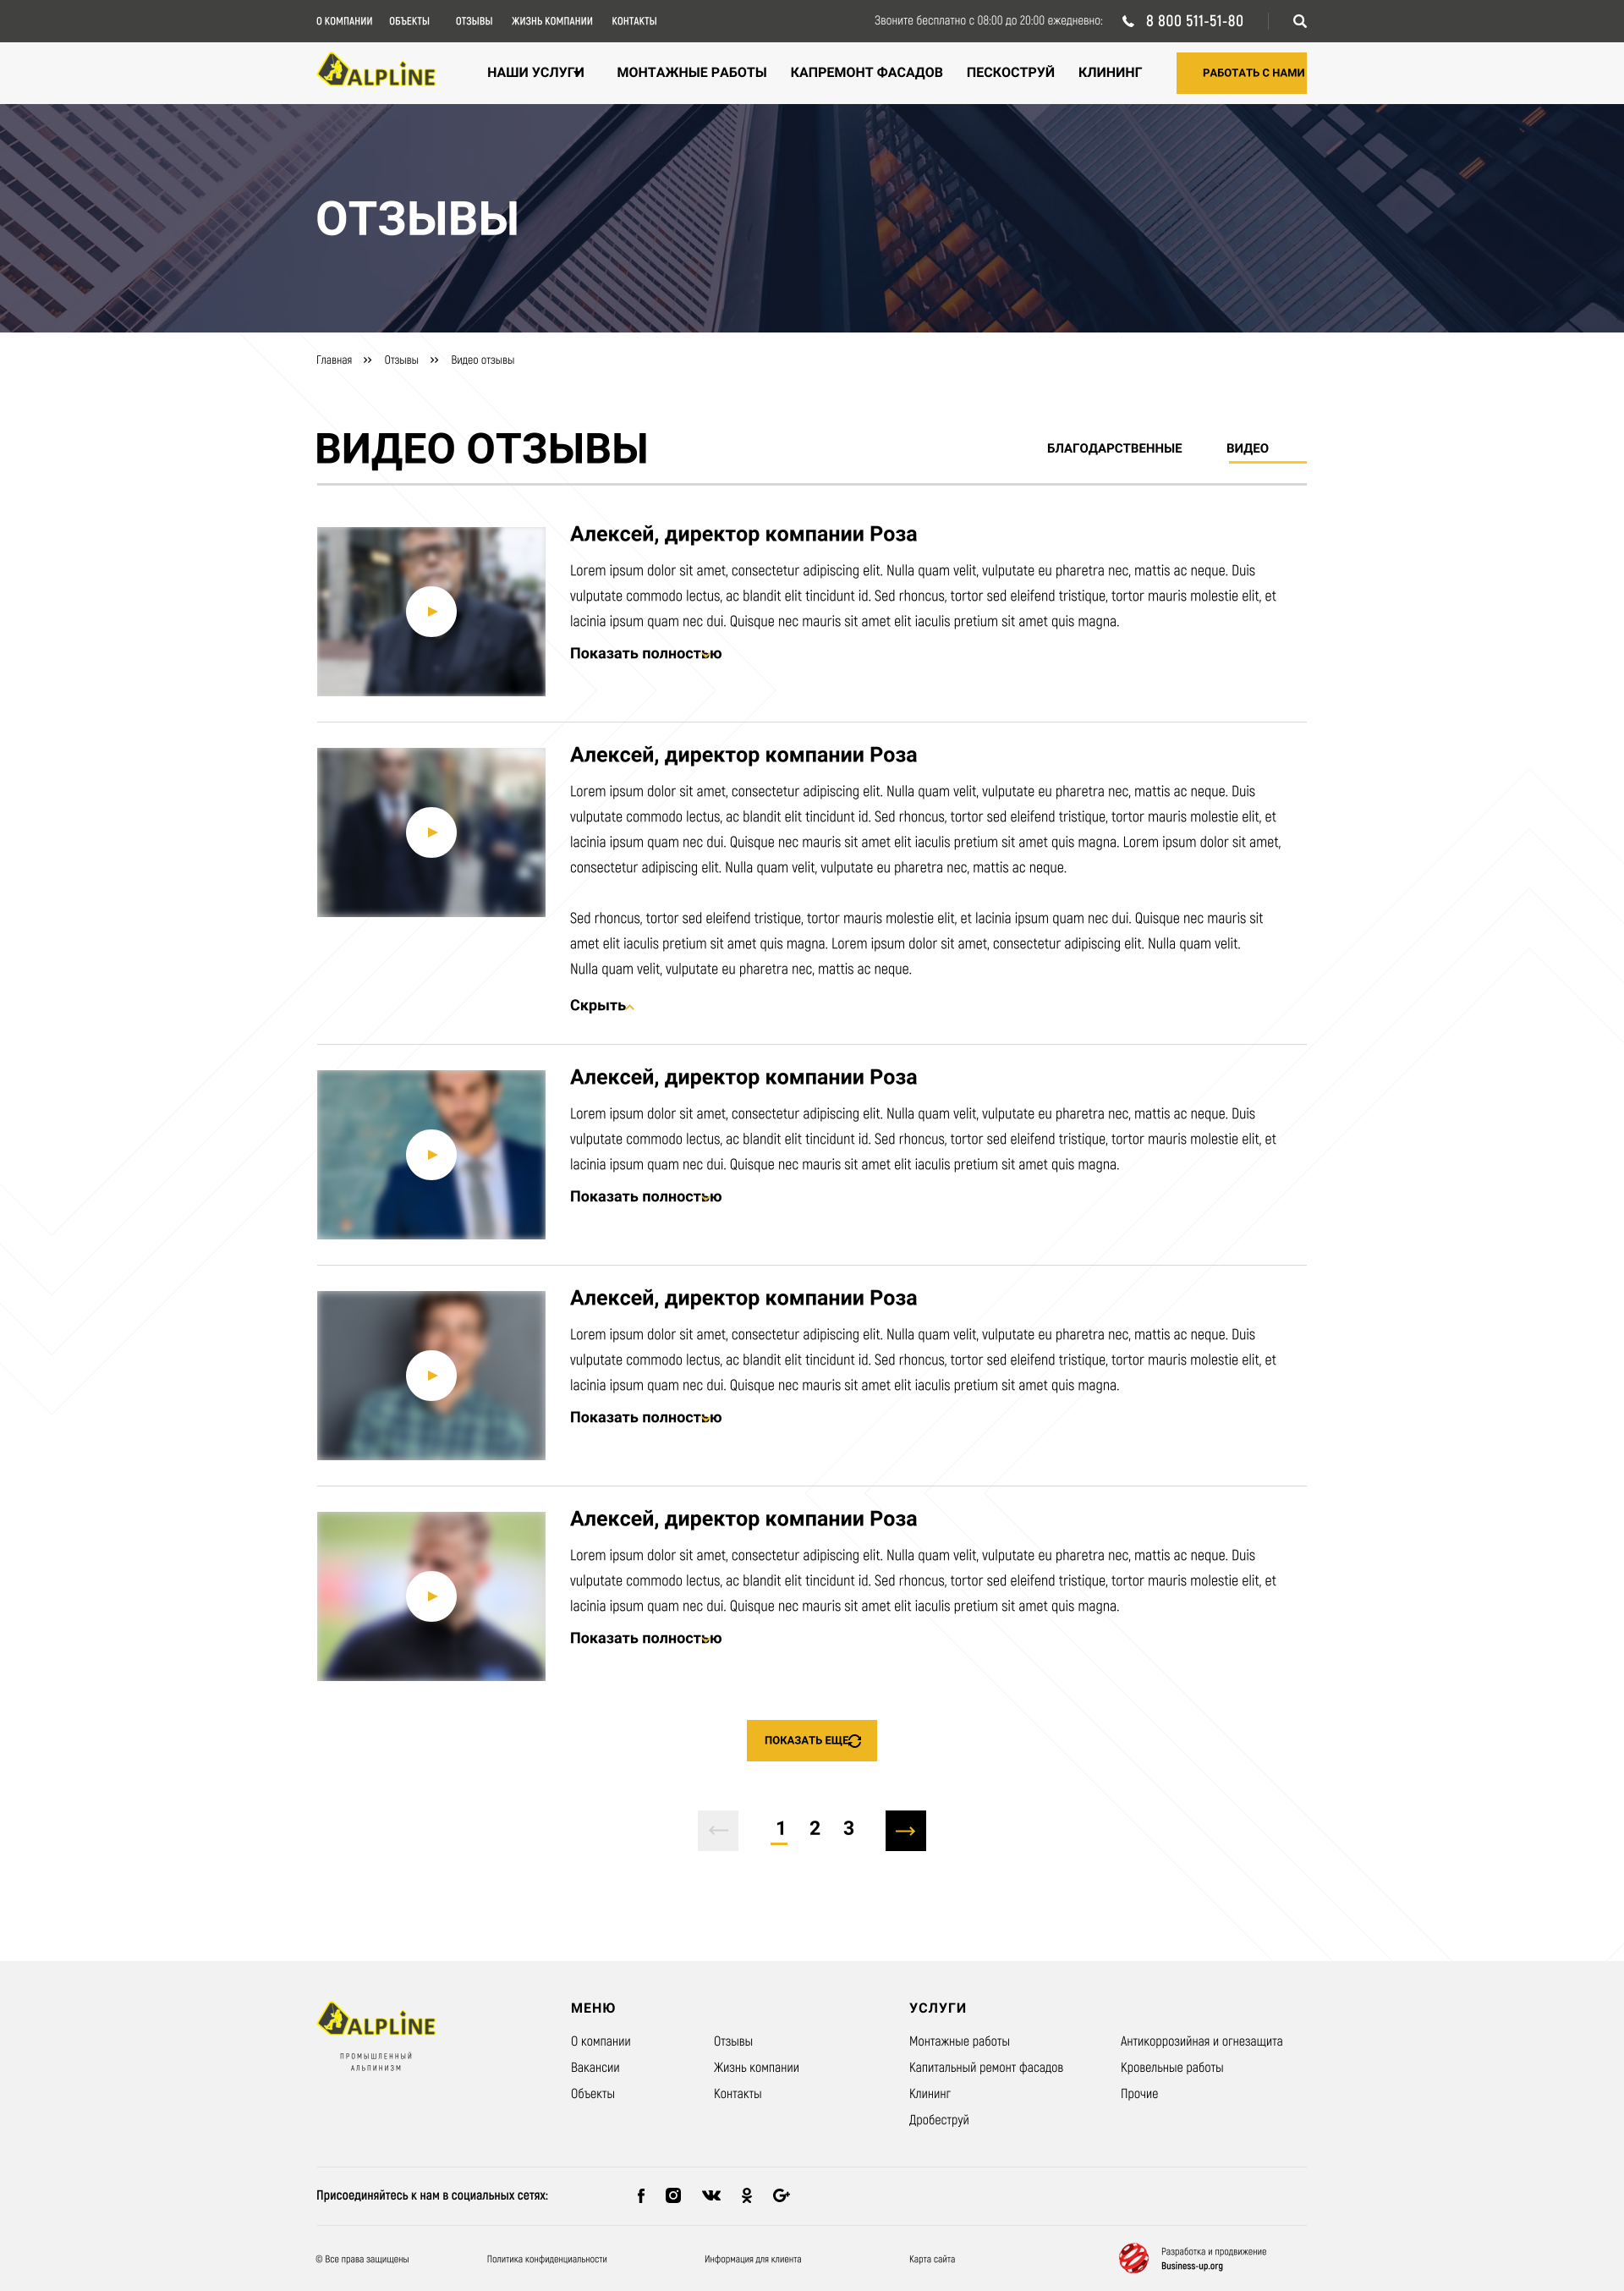 О КОМПАНИИ ОБЪЕКТЫ ОТЗЫВЫ ЖИЗНЬ КОМПАНИИ КОНТАКТЫ Звоните бесплатно с 08:00 до 20:00 ежедневно: 8 800 511-51-80
ALPLINE НАШИ УСЛУГИ МОНТАЖНЫЕ РАБОТЫ КАПРЕМОНТ ФАСАДОВ ПЕСКОСТРУЙ КЛИНИНГ РАБОТАТЬ С НАМИ
ОТЗЫВЫ
Главная >> Отзывы >> Видео отзывы
ВИДЕО ОТЗЫВЫ БЛАГОДАРСТВЕННЫЕ ВИДЕО
Алексей, директор компании Роза
Lorem ipsum dolor sit amet, consectetur adipiscing elit. Nulla quam velit, vulputate eu pharetra nec, mattis ac neque. Duis
vulputate commodo lectus, ac blandit elit tincidunt id. Sed rhoncus, tortor sed eleifend tristique, tortor mauris molestie elit, et
lacinia ipsum quam nec dui. Quisque nec mauris sit amet elit iaculis pretium sit amet quis magna.
Показать полностью
Алексей, директор компании Роза
Lorem ipsum dolor sit amet, consectetur adipiscing elit. Nulla quam velit, vulputate eu pharetra nec, mattis ac neque. Duis
vulputate commodo lectus, ac blandit elit tincidunt id. Sed rhoncus, tortor sed eleifend tristique, tortor mauris molestie elit, et
lacinia ipsum quam nec dui. Quisque nec mauris sit amet elit iaculis pretium sit amet quis magna. Lorem ipsum dolor sit amet,
consectetur adipiscing elit. Nulla quam velit, vulputate eu pharetra nec, mattis ac neque.
Sed rhoncus, tortor sed eleifend tristique, tortor mauris molestie elit, et lacinia ipsum quam nec dui. Quisque nec mauris sit
amet elit iaculis pretium sit amet quis magna. Lorem ipsum dolor sit amet, consectetur adipiscing elit. Nulla quam velit.
Nulla quam velit, vulputate eu pharetra nec, mattis ac neque.
Скрыть
Алексей, директор компании Роза
Lorem ipsum dolor sit amet, consectetur adipiscing elit. Nulla quam velit, vulputate eu pharetra nec, mattis ac neque. Duis
vulputate commodo lectus, ac blandit elit tincidunt id. Sed rhoncus, tortor sed eleifend tristique, tortor mauris molestie elit, et
lacinia ipsum quam nec dui. Quisque nec mauris sit amet elit iaculis pretium sit amet quis magna.
Показать полностью
Алексей, директор компании Роза
Lorem ipsum dolor sit amet, consectetur adipiscing elit. Nulla quam velit, vulputate eu pharetra nec, mattis ac neque. Duis
vulputate commodo lectus, ac blandit elit tincidunt id. Sed rhoncus, tortor sed eleifend tristique, tortor mauris molestie elit, et
lacinia ipsum quam nec dui. Quisque nec mauris sit amet elit iaculis pretium sit amet quis magna.
Показать полностью
Алексей, директор компании Роза
Lorem ipsum dolor sit amet, consectetur adipiscing elit. Nulla quam velit, vulputate eu pharetra nec, mattis ac neque. Duis
vulputate commodo lectus, ac blandit elit tincidunt id. Sed rhoncus, tortor sed eleifend tristique, tortor mauris molestie elit, et
lacinia ipsum quam nec dui. Quisque nec mauris sit amet elit iaculis pretium sit amet quis magna.
Показать полностью
ПОКАЗАТЬ ЕЩЕ
1 2 3
ALPLINE
ПРОМЫШЛЕННЫЙ
АЛЬПИНИЗМ
МЕНЮ УСЛУГИ
О компании Отзывы Монтажные работы Антикоррозийная и огнезащита
Вакансии Жизнь компании Капитальный ремонт фасадов Кровельные работы
Объекты Контакты Клининг Прочие
Дробеструй
Присоединяйтесь к нам в социальных сетях:
© Все права защищены Политика конфиденциальности Информация для клиента Карта сайта Разработка и продвижение
Business-up.org